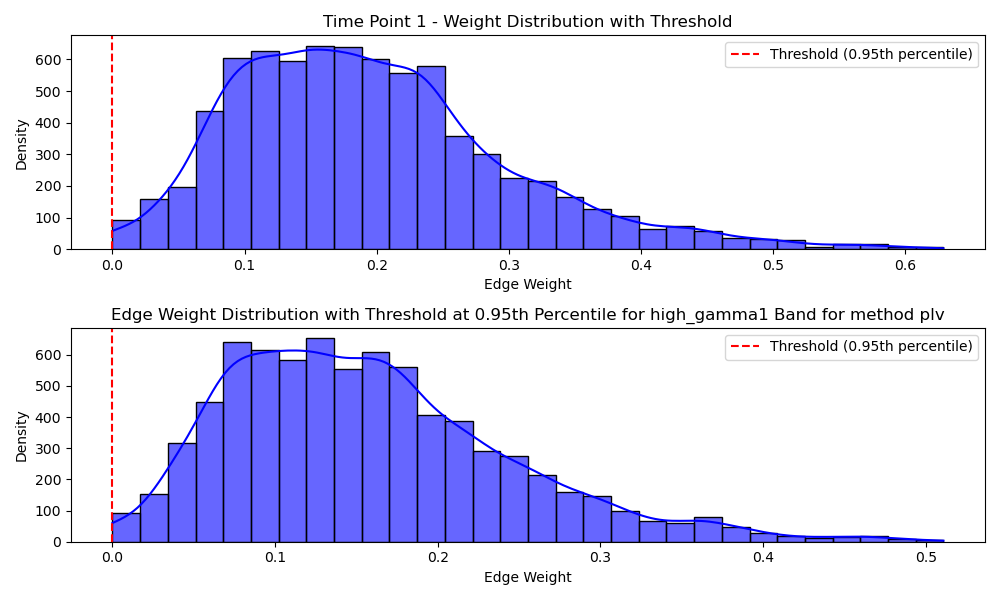 Time Point 1 - Weight Distribution with Threshold
Threshold (0.95th percentile)
Density
600
500
400
300
200
100
0
0.0 0.1 0.2 0.3 0.4 0.5 0.6
Edge Weight
Edge Weight Distribution with Threshold at 0.95th Percentile for high_gamma1 Band for method plv
Threshold (0.95th percentile)
Density
600
500
400
300
200
100
0
0.0 0.1 0.2 0.3 0.4 0.5
Edge Weight